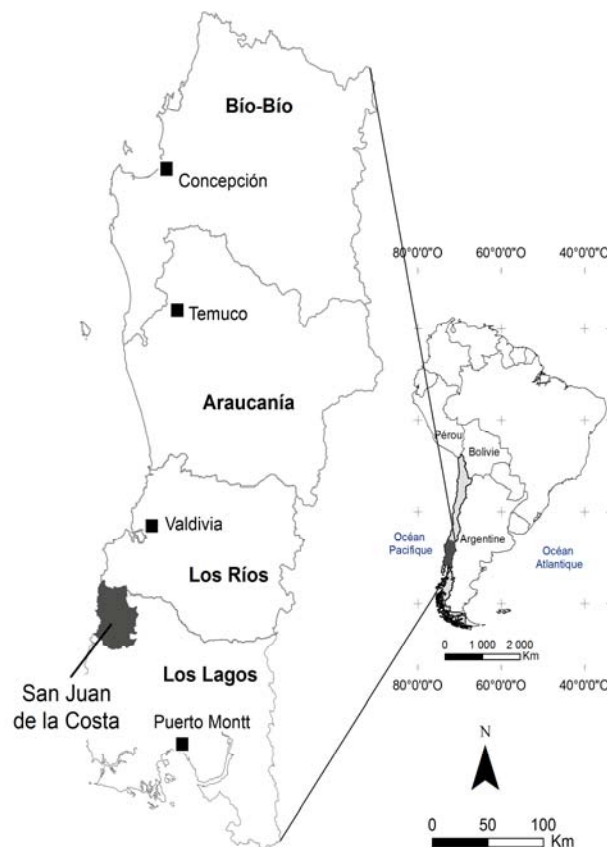 Bío-Bío
Concepción
Temuco
Araucanía
Valdivia
Los Ríos
San Juan
de la Costa
Los Lagos
Puerto Montt
80°0'0"O 60°0'0"O 40°0'0"O
Pérou
Bolivie
Océan
Pacifique
Argentine
Océan
Atlantique
0 1 000 2 000
Km
80°0'0"O 60°0'0"O 40°0'0"O
N
0 50 100
Km